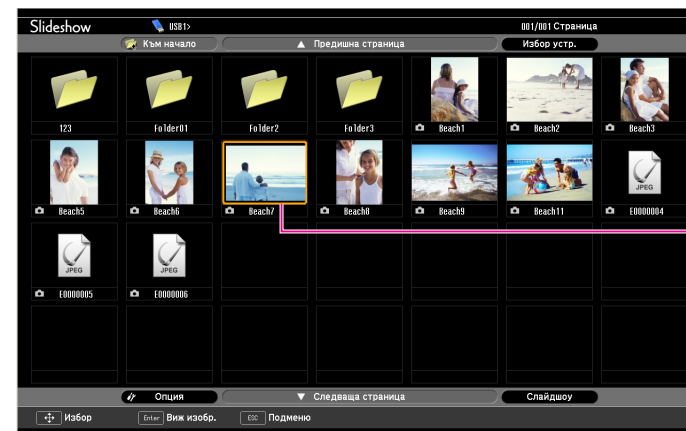 Slideshow USB1> 001/001 Страница
Към начало ▲ Предишна страница Избор устр.
123 Folder01 Folder2 Folder3 Beach1 Beach2 Beach3
Beach5 Beach6 Beach7 Beach8 Beach9 Beach11 JPEG E0000004
JPEG JPEG
E0000005 E0000006
Опция ▼ Следваща страница Слайдшоу
Избор Enter Виж изобр. ESC Подменю